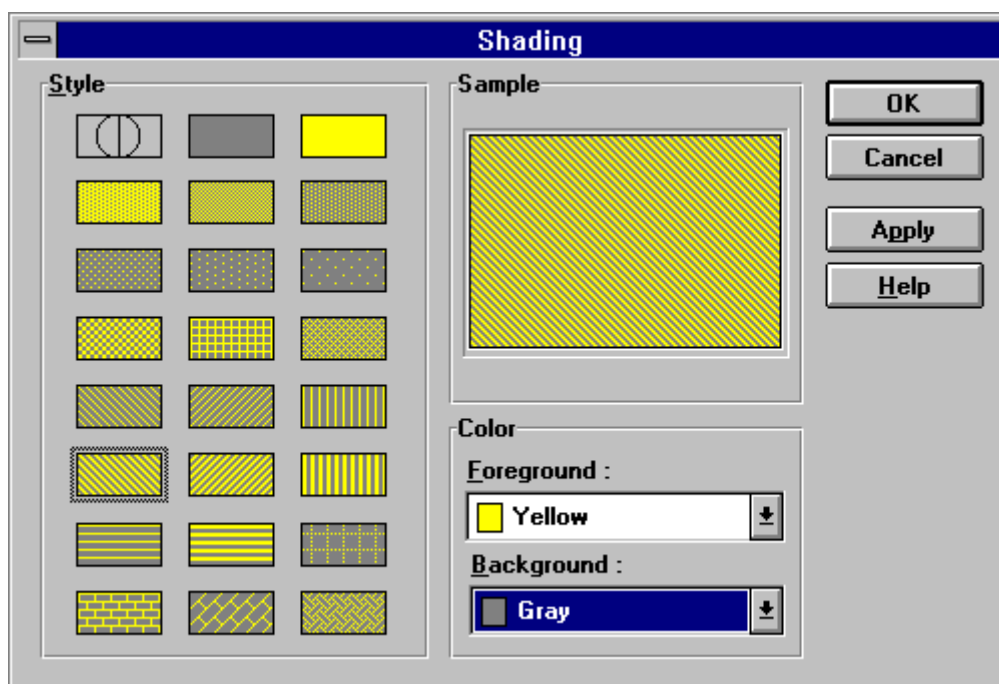 Shading
Style
Sample
OK
Cancel
Apply
Help
Color
Foreground :
Yellow
Background :
Gray